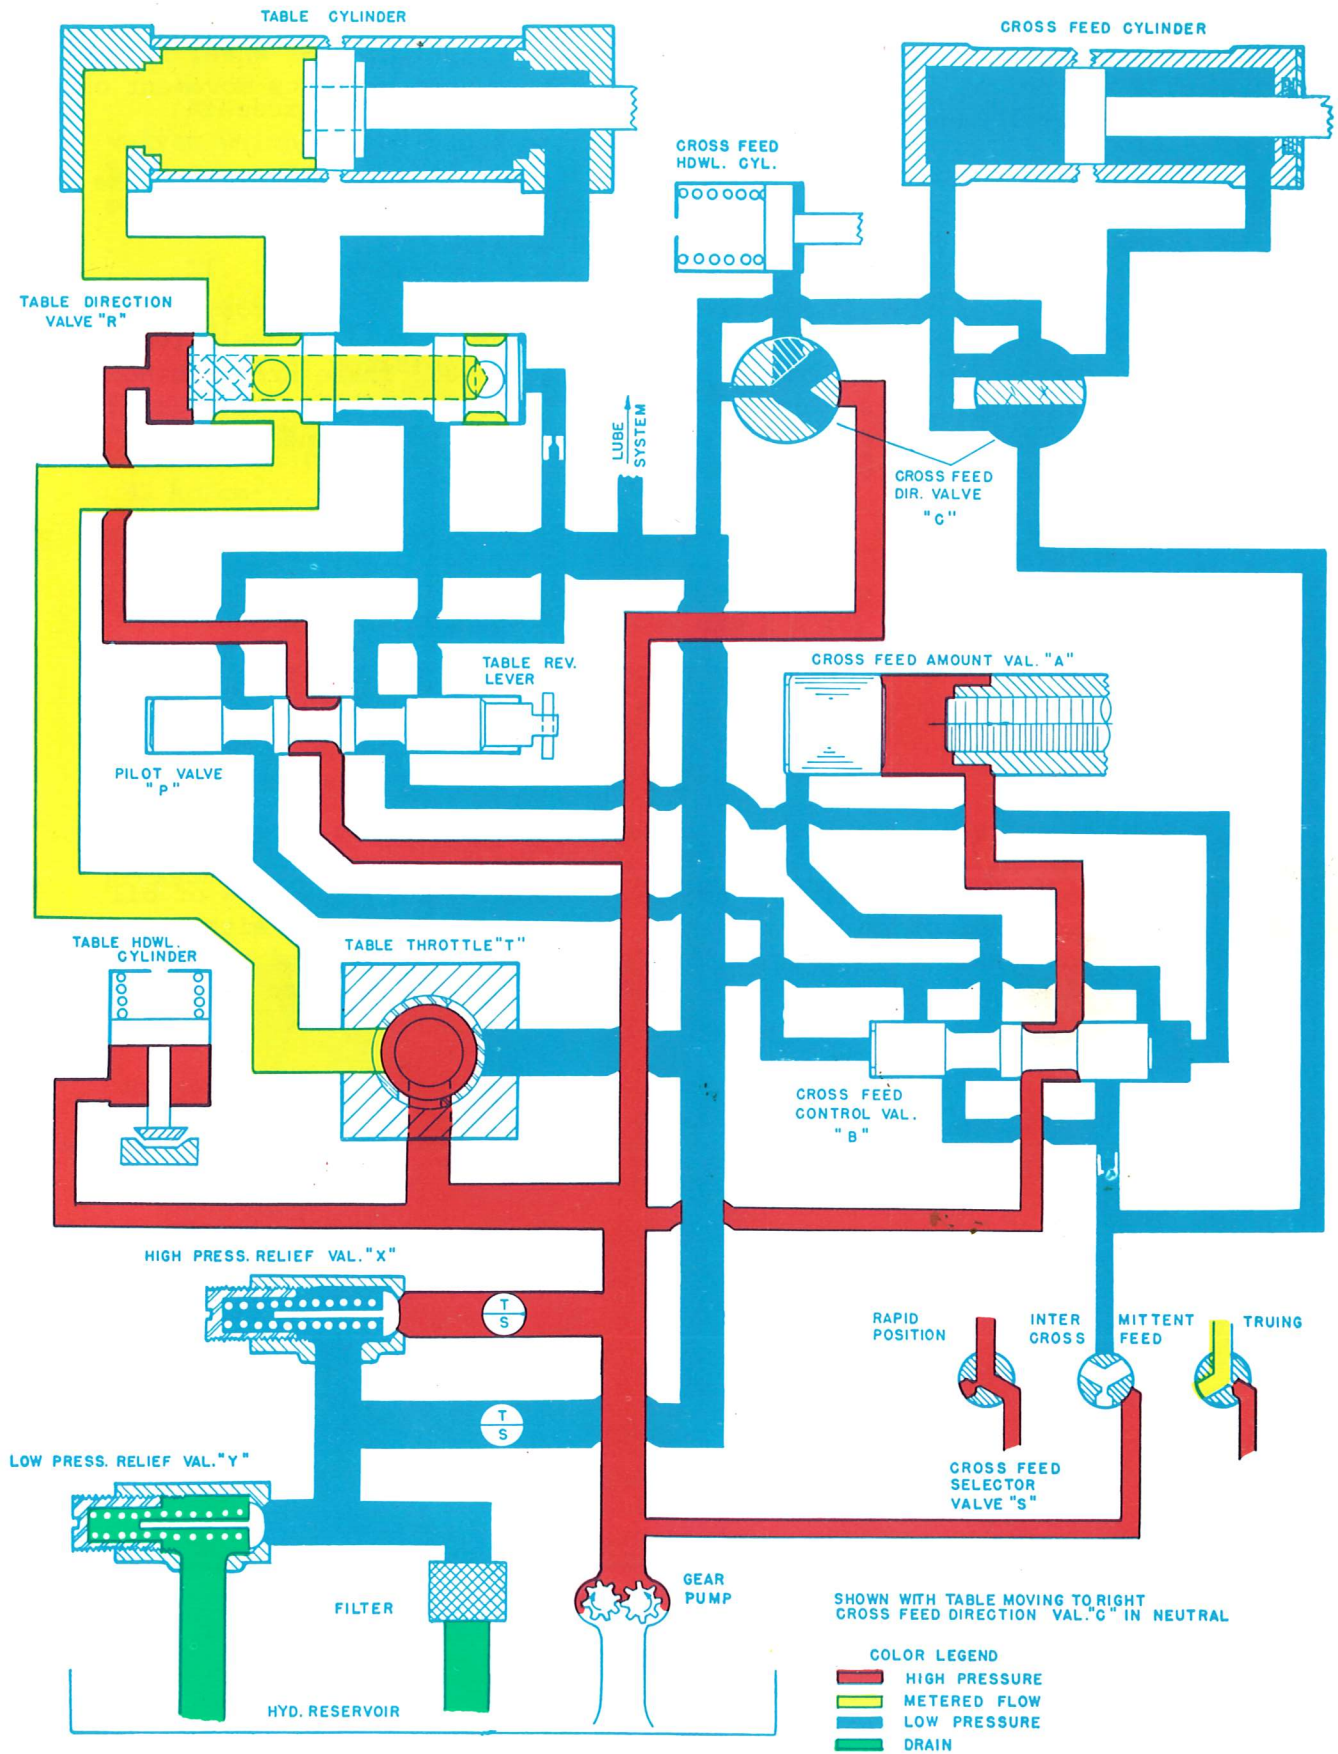 TABLE CYLINDER
CROSS FEED CYLINDER
CROSS FEED
HDWL. CYL.
TABLE DIRECTION
VALVE "R"
LUBE
SYSTEM
CROSS FEED
DIR. VALVE
"C"
TABLE REV.
LEVER
CROSS FEED AMOUNT VAL. "A"
PILOT VALVE
"P"
TABLE HDWL.
CYLINDER
TABLE THROTTLE "T"
CROSS FEED
CONTROL VAL.
"B"
HIGH PRESS. RELIEF VAL. "X"
T
S
RAPID
POSITION
INTER MITTENT
CROSS FEED
TRUING
T
S
LOW PRESS. RELIEF VAL. "Y"
CROSS FEED
SELECTOR
VALVE "S"
FILTER
GEAR
PUMP
HYD. RESERVOIR
SHOWN WITH TABLE MOVING TO RIGHT
CROSS FEED DIRECTION VAL. "C" IN NEUTRAL
COLOR LEGEND
HIGH PRESSURE
METERED FLOW
LOW PRESSURE
DRAIN